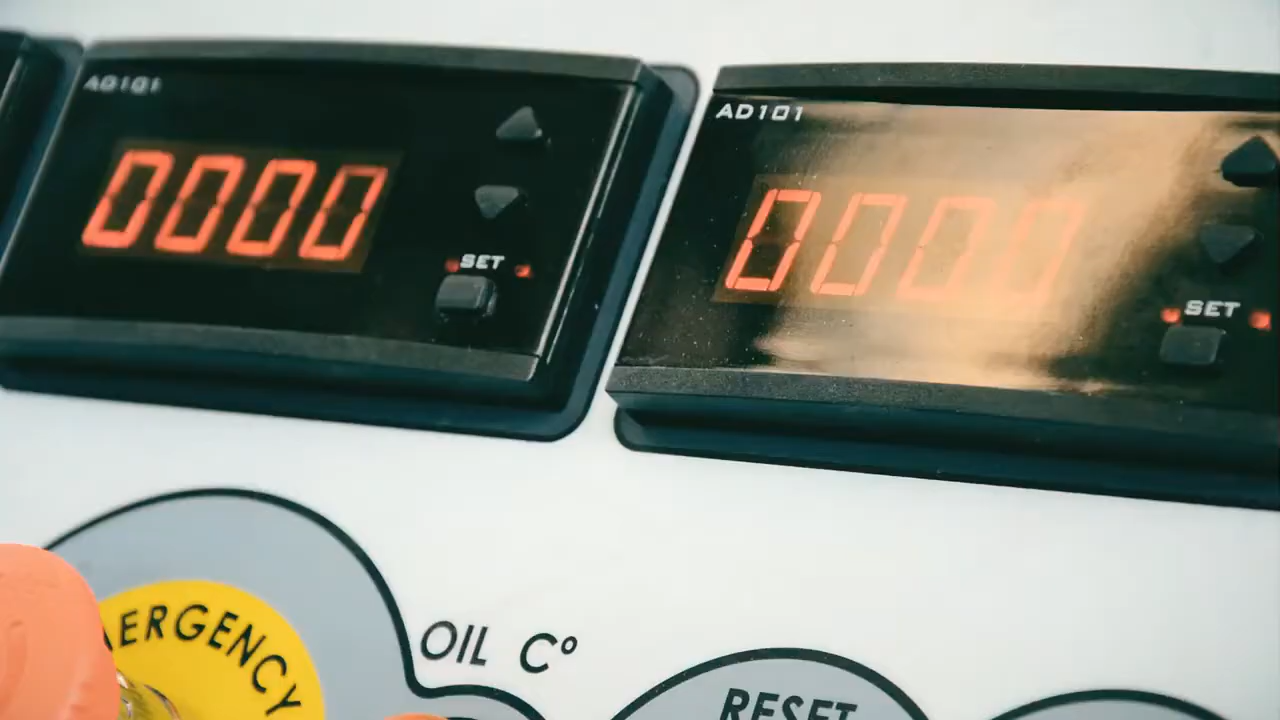 AD101
0000
SET
AD101
0000
SET
ERGENCY
OIL C°
RESET